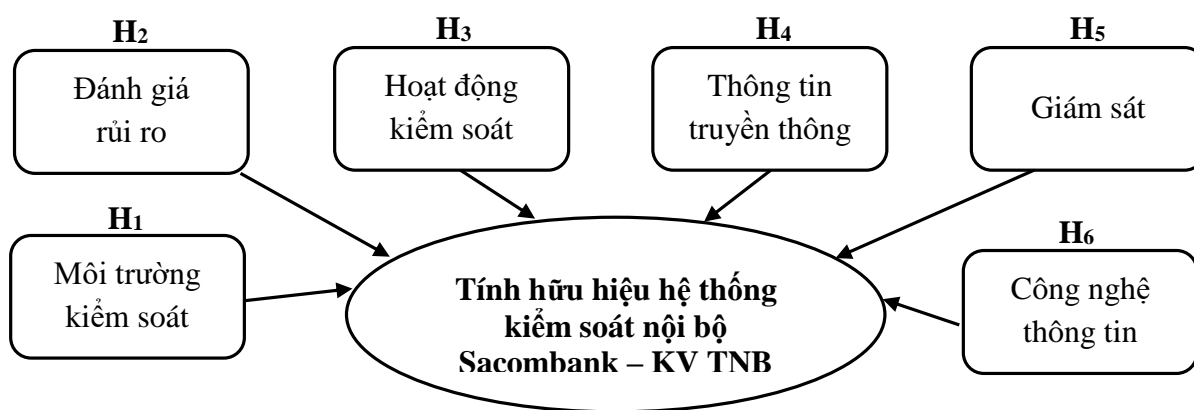 H2
H3
H4
H5
Đánh giá
rủi ro
Hoạt động
kiểm soát
Thông tin
truyền thông
Giám sát
H1
H6
Môi trường
kiểm soát
Tính hữu hiệu hệ thống
kiểm soát nội bộ
Sacombank – KV TNB
Công nghệ
thông tin